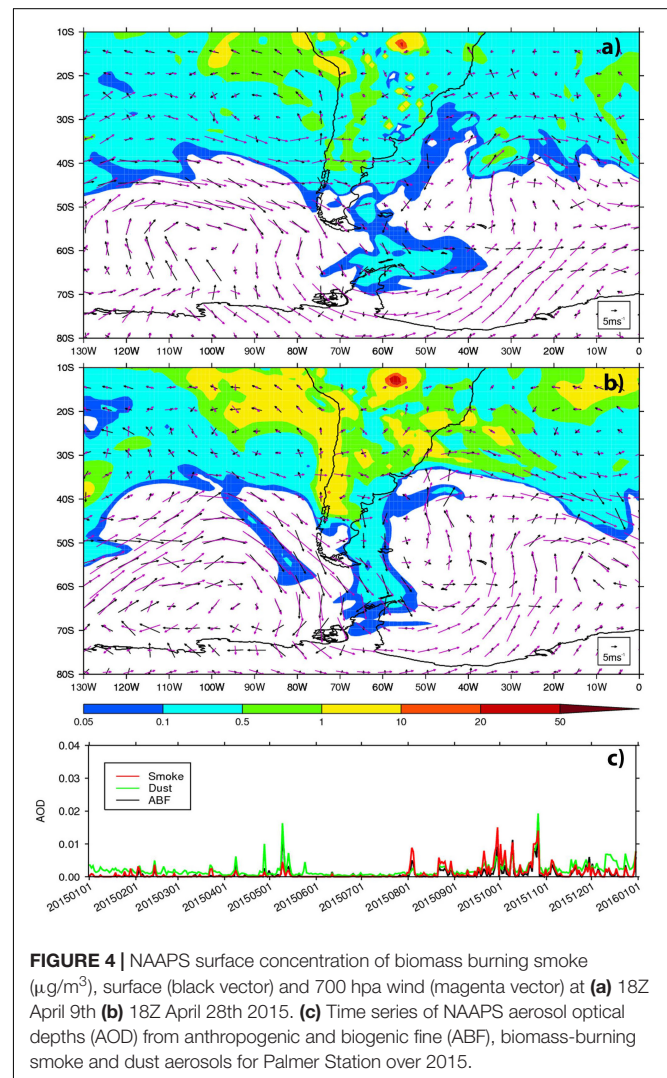 10S
a)
20S
30S
40S
50S
60S
70S
5ms⁻¹
80S
130W 120W 110W 100W 90W 80W 70W 60W 50W 40W 30W 20W 10W 0
10S
b)
20S
30S
40S
50S
60S
70S
5ms⁻¹
80S
130W 120W 110W 100W 90W 80W 70W 60W 50W 40W 30W 20W 10W 0
0.05 0.1 0.5 1 10 20 50
0.04
c)
Smoke
0.03
Dust
ABF
AOD
0.02
0.01
0.00
20150101 20150201 20150301 20150401 20150501 20150601 20150701 20150801 20150901 20151001 20151101 20151201 20160101
FIGURE 4 | NAAPS surface concentration of biomass burning smoke
(μg/m³), surface (black vector) and 700 hpa wind (magenta vector) at (a) 18Z
April 9th (b) 18Z April 28th 2015. (c) Time series of NAAPS aerosol optical
depths (AOD) from anthropogenic and biogenic fine (ABF), biomass-burning
smoke and dust aerosols for Palmer Station over 2015.